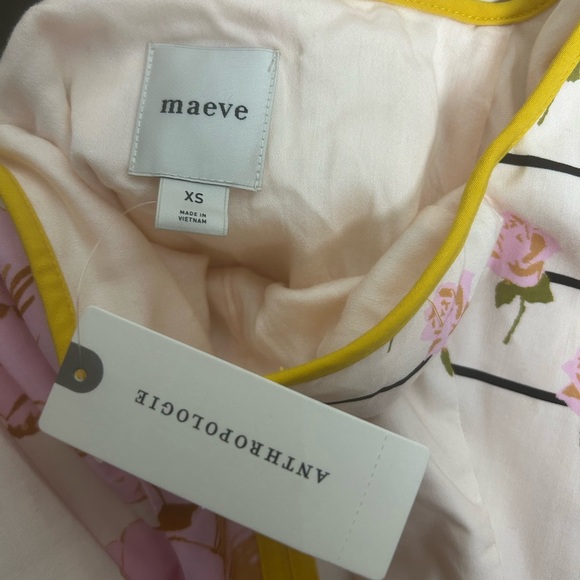 maeve
XS
MADE IN
VIETNAM
ANTHROPOLOGIE